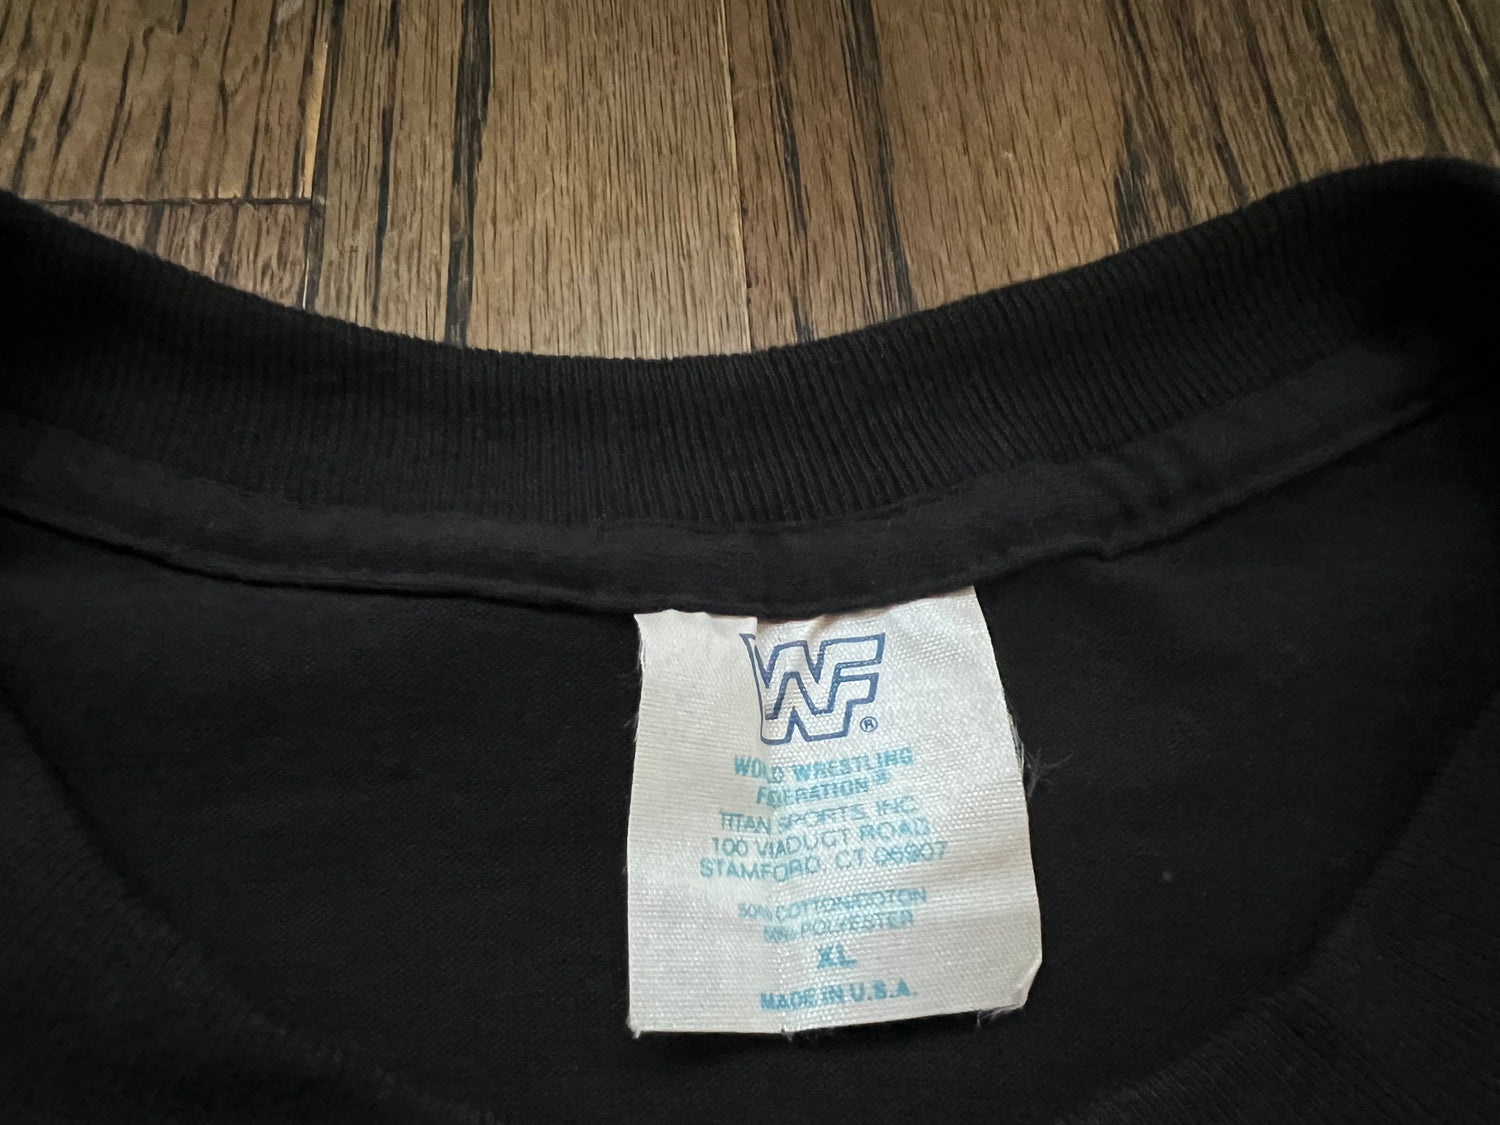 WF
®
WORLD WRESTLING
FEDERATION®
TITAN SPORTS, INC.
100 VIADUCT ROAD
STAMFORD, CT 06907
50% COTTON/COTON
50% POLYESTER
XL
MADE IN U.S.A.